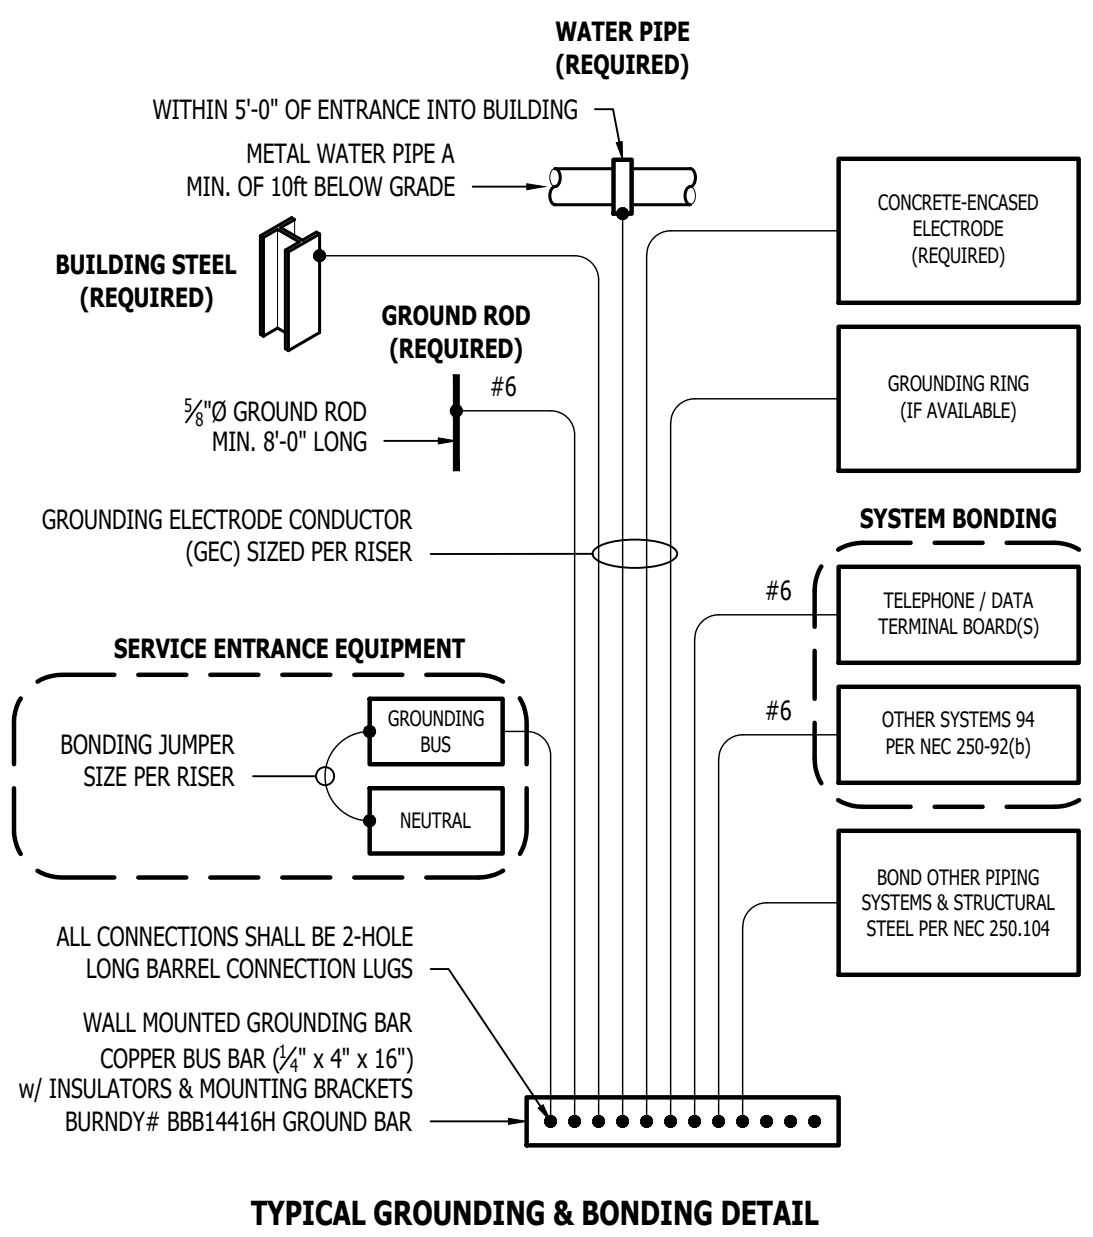 WATER PIPE
(REQUIRED)
WITHIN 5'-0" OF ENTRANCE INTO BUILDING
METAL WATER PIPE A
MIN. OF 10ft BELOW GRADE
CONCRETE-ENCASED
ELECTRODE
(REQUIRED)
BUILDING STEEL
(REQUIRED)
GROUND ROD
(REQUIRED)
#6
⅝"Ø GROUND ROD
MIN. 8'-0" LONG
GROUNDING RING
(IF AVAILABLE)
GROUNDING ELECTRODE CONDUCTOR
(GEC) SIZED PER RISER
SYSTEM BONDING
#6
TELEPHONE / DATA
TERMINAL BOARD(S)
#6
OTHER SYSTEMS 94
PER NEC 250-92(b)
SERVICE ENTRANCE EQUIPMENT
GROUNDING
BUS
BONDING JUMPER
SIZE PER RISER
NEUTRAL
BOND OTHER PIPING
SYSTEMS & STRUCTURAL
STEEL PER NEC 250.104
ALL CONNECTIONS SHALL BE 2-HOLE
LONG BARREL CONNECTION LUGS
WALL MOUNTED GROUNDING BAR
COPPER BUS BAR (¼" x 4" x 16")
w/ INSULATORS & MOUNTING BRACKETS
BURNDY# BBB14416H GROUND BAR
TYPICAL GROUNDING & BONDING DETAIL